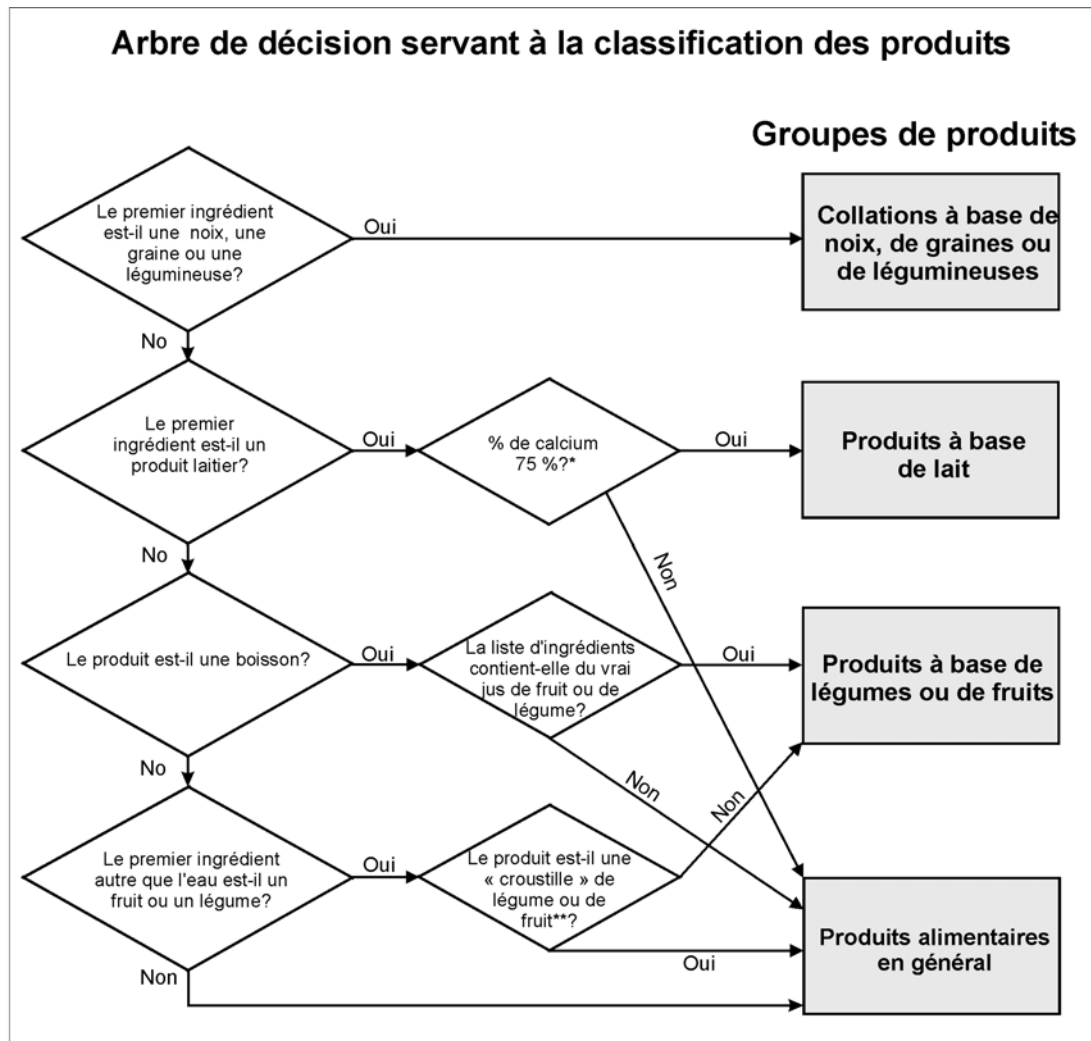 Arbre de décision servant à la classification des produits
Groupes de produits
Le premier ingrédient
est-il une noix, une
graine ou une
légumineuse?
Oui
Collations à base de
noix, de graines ou
de légumineuses
No
Le premier
ingrédient est-il un
produit laitier?
Oui
% de calcium
75 %?*
Oui
Produits à base
de lait
No
Non
Le produit est-il une boisson?
Oui
La liste d'ingrédients
contient-elle du vrai
jus de fruit ou de
légume?
Oui
Produits à base de
légumes ou de fruits
No
Non
Non
Le premier ingrédient
autre que l'eau est-il un
fruit ou un légume?
Oui
Le produit est-il une
« croustille » de
légume ou de
fruit**?
Oui
Produits alimentaires
en général
Non